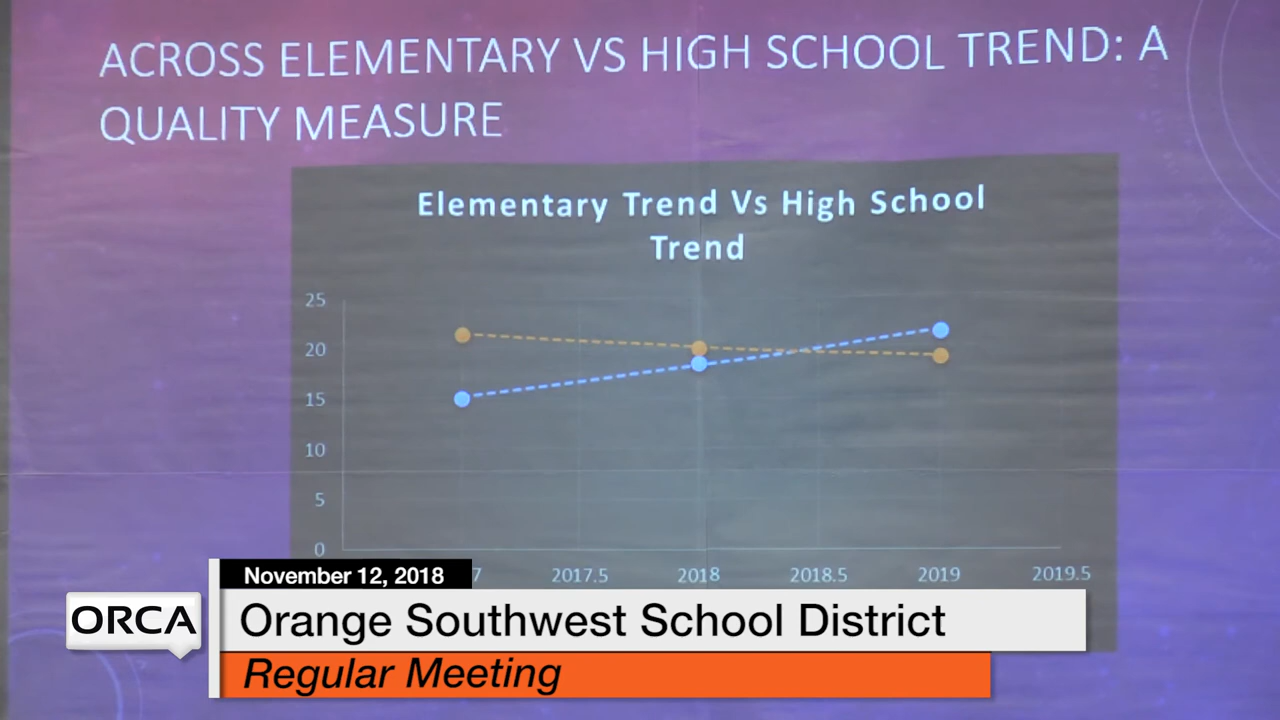 ACROSS ELEMENTARY VS HIGH SCHOOL TREND: A
QUALITY MEASURE
Elementary Trend Vs High School
Trend
25
20
15
10
5
0
7 2017.5 2018 2018.5 2019 2019.5
November 12, 2018
ORCA
Orange Southwest School District
Regular Meeting